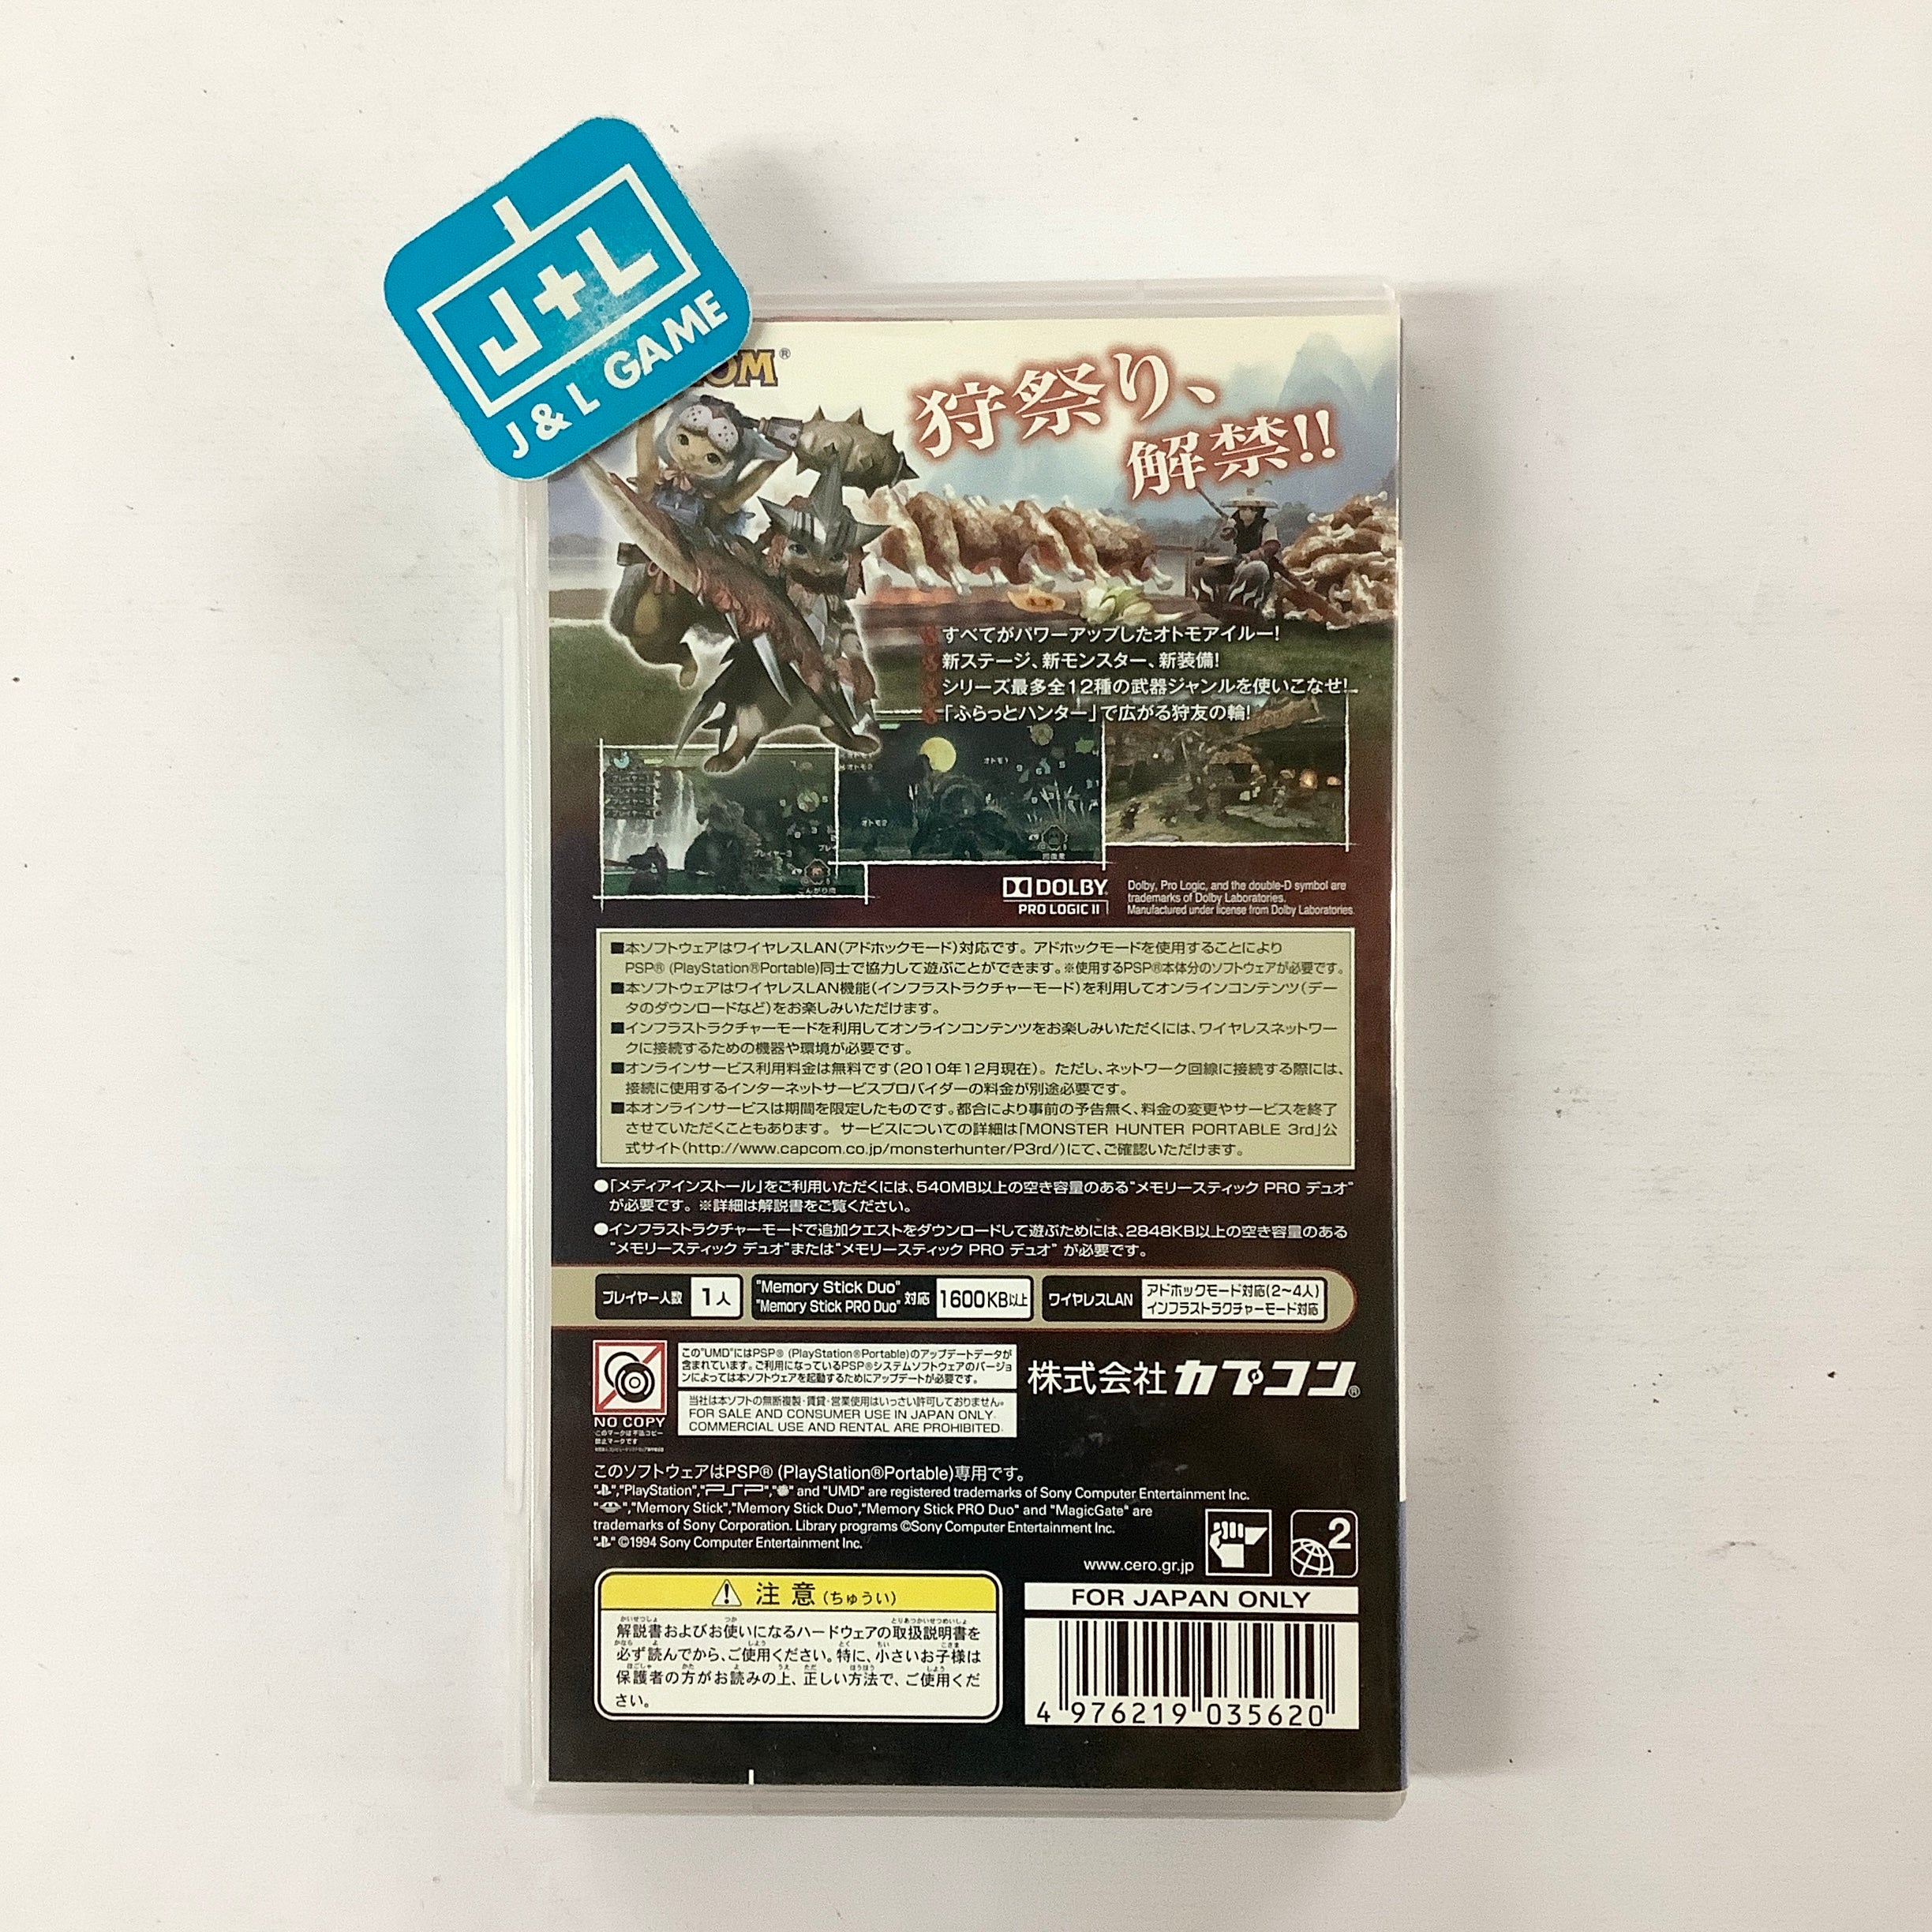 J+L
J & L GAME
COM®
狩祭り、
解禁!!
すべてがパワーアップしたオトモアイルー!
新ステージ、新モンスター、新装備!
シリーズ最多全12種の武器ジャンルを使いこなせ!
「ふらっとハンター」で広がる狩友の輪!
オトモ1
オトモ2
プレイヤー3
DOLBY
PRO LOGIC II
Dolby, Pro Logic, and the double-D symbol are
trademarks of Dolby Laboratories.
Manufactured under license from Dolby Laboratories.
■本ソフトウェアはワイヤレスLAN(アドホックモード)対応です。アドホックモードを使用することにより
PSP® (PlayStation®Portable)同士で協力して遊ぶことができます。※使用するPSP®本体分のソフトウェアが必要です。
■本ソフトウェアはワイヤレスLAN機能(インフラストラクチャーモード)を利用してオンラインコンテンツ(デー
タのダウンロードなど)をお楽しみいただけます。
■インフラストラクチャーモードを利用してオンラインコンテンツをお楽しみいただくには、ワイヤレスネットワー
クに接続するための機器や環境が必要です。
■オンラインサービス利用料金は無料です(2010年12月現在)。ただし、ネットワーク回線に接続する際には、
接続に使用するインターネットサービスプロバイダーの料金が別途必要です。
■本オンラインサービスは期間を限定したものです。都合により事前の予告無く、料金の変更やサービスを終了
させていただくこともあります。サービスについての詳細は「MONSTER HUNTER PORTABLE 3rd」公
式サイト(http://www.capcom.co.jp/monsterhunter/P3rd/)にて、ご確認いただけます。
●「メディアインストール」をご利用いただくには、540MB以上の空き容量のある"メモリースティック PRO デュオ"
が必要です。※詳細は解説書をご覧ください。
●インフラストラクチャーモードで追加クエストをダウンロードして遊ぶためには、2848KB以上の空き容量のある
"メモリースティック デュオ"または"メモリースティック PRO デュオ" が必要です。
プレイヤー人数 1人
"Memory Stick Duo"
"Memory Stick PRO Duo" 対応 1600KB以上
ワイヤレスLAN アドホックモード対応(2~4人)
インフラストラクチャーモード対応
この"UMD"にはPSP® (PlayStation®Portable)のアップデートデータが
含まれています。ご利用になっているPSP®システムソフトウェアのバージョ
ンによっては本ソフトウェアを起動するためにアップデートが必要です。
株式会社カプコン®
当社は本ソフトの無断複製・賃貸・営業使用はいっさい許可しておりません。
FOR SALE AND CONSUMER USE IN JAPAN ONLY.
COMMERCIAL USE AND RENTAL ARE PROHIBITED.
NO COPY
このマークは不法コピー
禁止マークです
このソフトウェアはPSP® (PlayStation®Portable)専用です。
"","PlayStation","PSP","" and "UMD" are registered trademarks of Sony Computer Entertainment Inc.
"","Memory Stick","Memory Stick Duo","Memory Stick PRO Duo" and "MagicGate" are
trademarks of Sony Corporation. Library programs ©Sony Computer Entertainment Inc.
"" ©1994 Sony Computer Entertainment Inc.
www.cero.gr.jp
2
注意(ちゅうい)
解説書およびお使いになるハードウェアの取扱説明書を
必ず読んでから、ご使用ください。特に、小さいお子様は
保護者の方がお読みの上、正しい方法で、ご使用くだ
さい。
FOR JAPAN ONLY
4 976219 035620